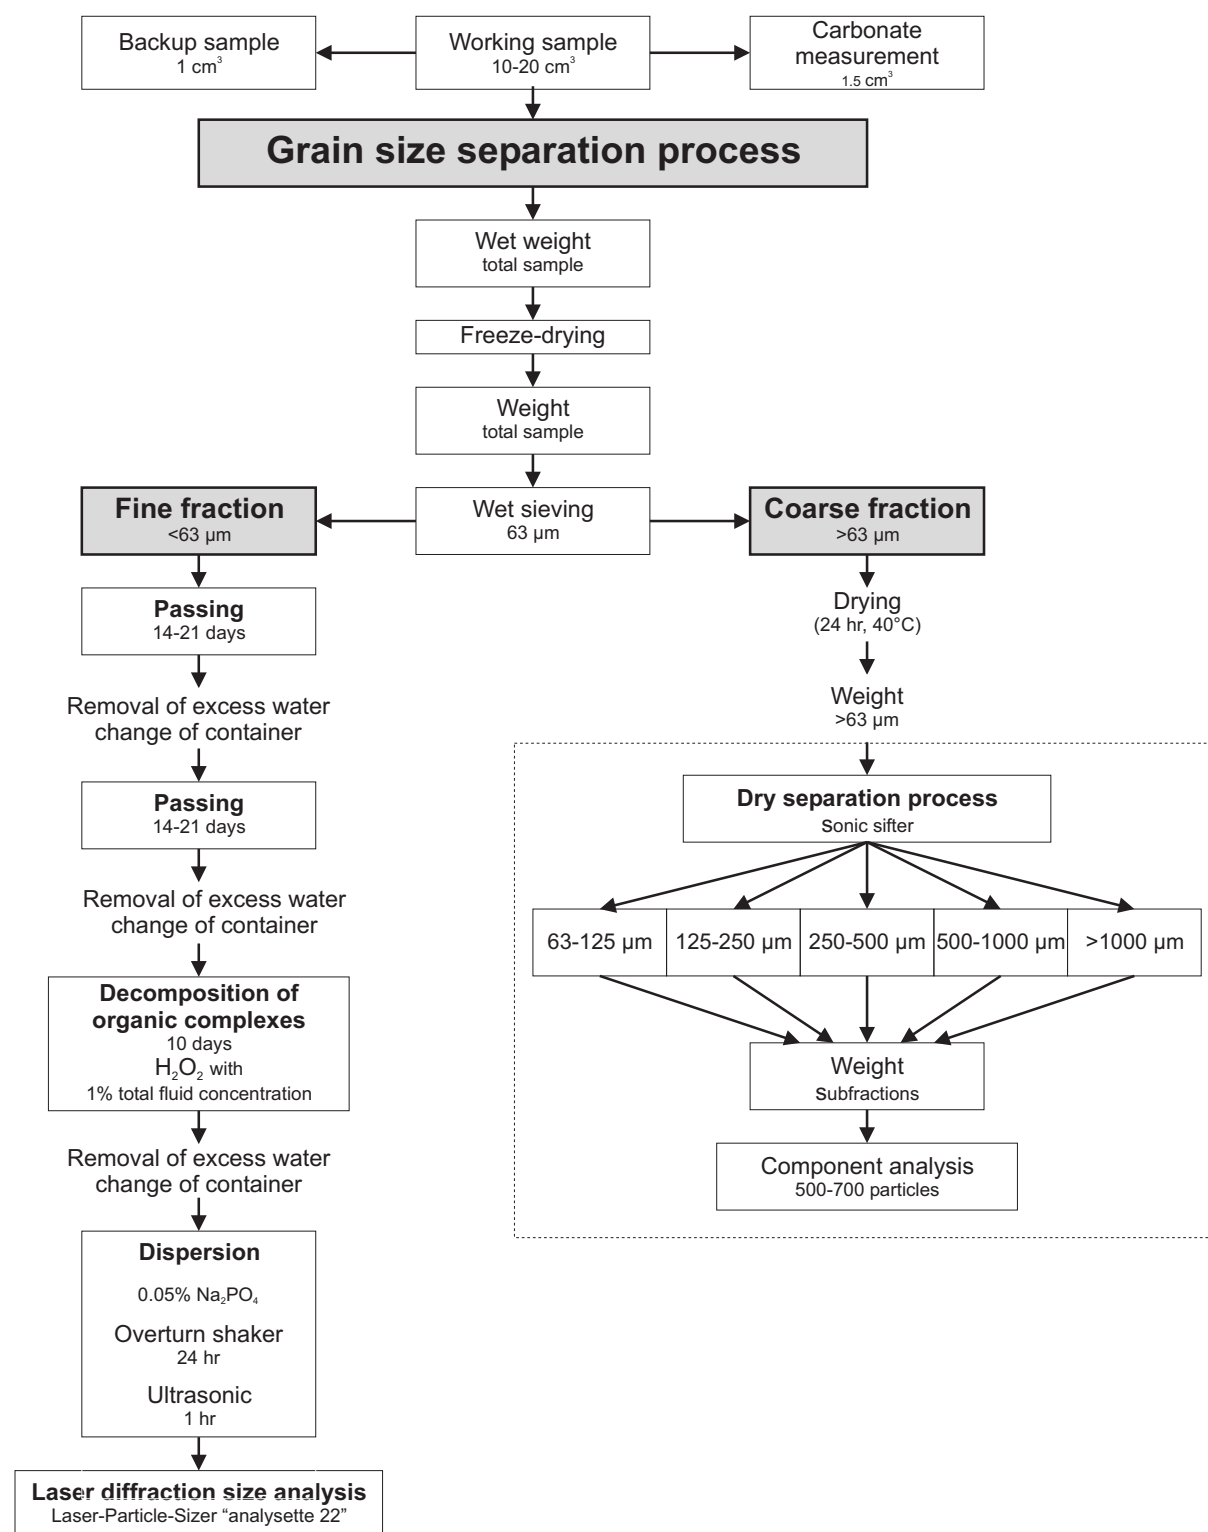 Backup sample
1 cm³
Working sample
10-20 cm³
Carbonate
measurement
1.5 cm³
Grain size separation process
Wet weight
total sample
Freeze-drying
Weight
total sample
Fine fraction
<63 µm
Wet sieving
63 µm
Coarse fraction
>63 µm
Passing
14-21 days
Removal of excess water
change of container
Passing
14-21 days
Removal of excess water
change of container
Decomposition of
organic complexes
10 days
H₂O₂ with
1% total fluid concentration
Removal of excess water
change of container
Dispersion
0.05% Na₂PO₄
Overturn shaker
24 hr
Ultrasonic
1 hr
Laser diffraction size analysis
Laser-Particle-Sizer “analysette 22”
Drying
(24 hr, 40°C)
Weight
>63 µm
Dry separation process
sonic sifter
63-125 µm
125-250 µm
250-500 µm
500-1000 µm
>1000 µm
Weight
subfractions
Component analysis
500-700 particles